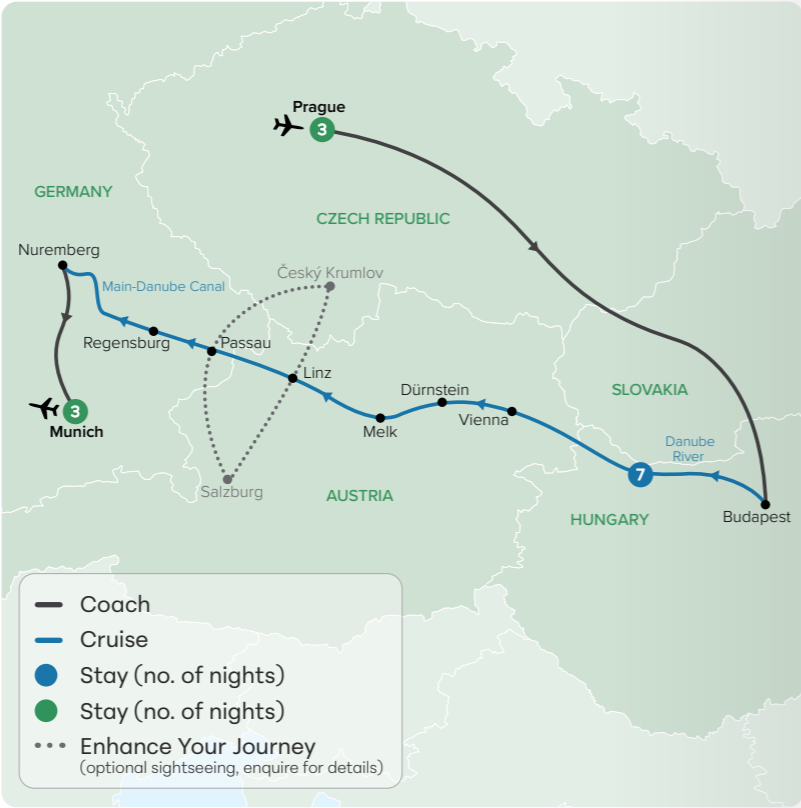 Prague
3
GERMANY
CZECH REPUBLIC
Nuremberg
Český Krumlov
Main-Danube Canal
Regensburg
Passau
Linz
Dürnstein
SLOVAKIA
3
Munich
Melk
Vienna
Danube
River
7
Salzburg
AUSTRIA
HUNGARY
Budapest
Coach
Cruise
Stay (no. of nights)
Stay (no. of nights)
Enhance Your Journey
(optional sightseeing, enquire for details)